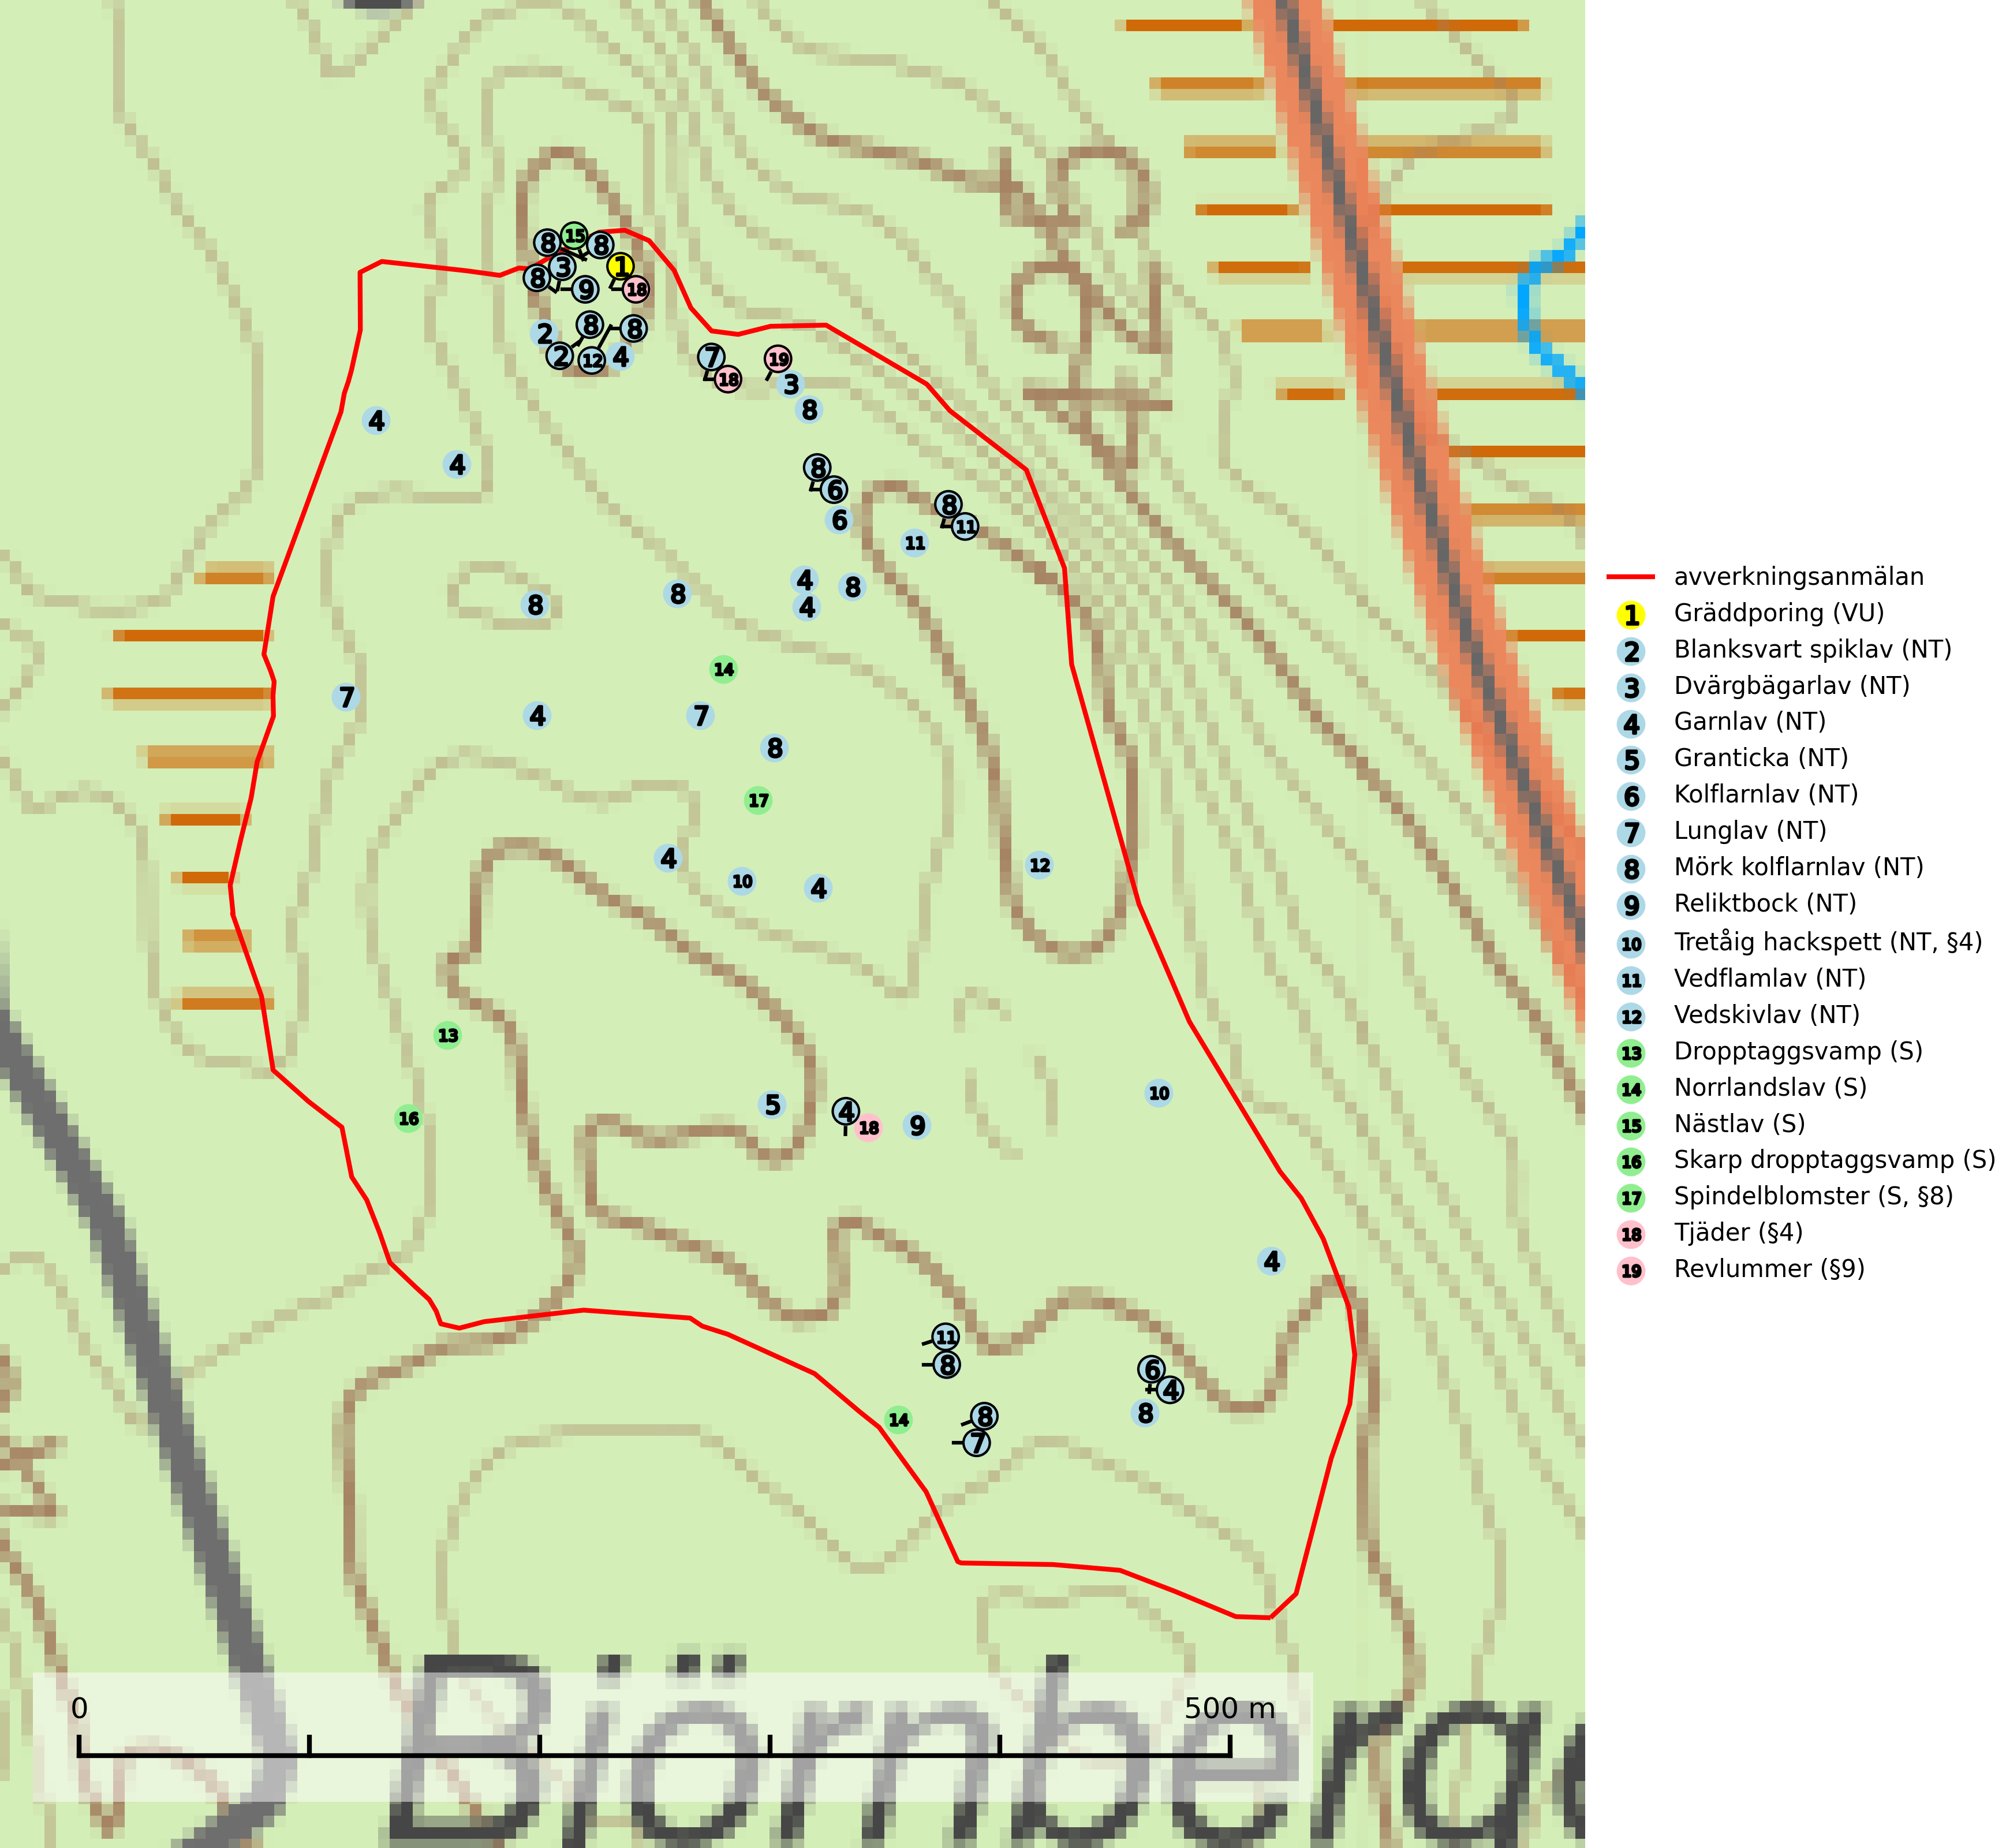 avverkningsanmälan
1 Gräddporing (VU)
2 Blanksvart spiklav (NT)
3 Dvärgbägarlav (NT)
4 Garnlav (NT)
5 Granticka (NT)
6 Kolflarnlav (NT)
7 Lunglav (NT)
8 Mörk kolflarnlav (NT)
9 Reliktbock (NT)
10 Tretåig hackspett (NT, §4)
11 Vedflamlav (NT)
12 Vedskivlav (NT)
13 Dropptaggsvamp (S)
14 Norrlandslav (S)
15 Nästlav (S)
16 Skarp dropptaggsvamp (S)
17 Spindelblomster (S, §8)
18 Tjäder (§4)
19 Revlummer (§9)
8 15 8
3 1
8 9 18
2 8 8
2 12 4 7 19
18 3
8
4
4 8
6
8
6 11
11
4 8
8 8 4
14
7
4 7
8
17
12
4
10 4
13
10
5 4
16 18 9
4
11
8 6
4
14 8 8
7
0 500 m
Björnberg